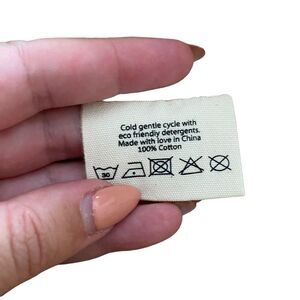 Cold gentle cycle with
eco friendly detergents.
Made with love in China
100% Cotton
30